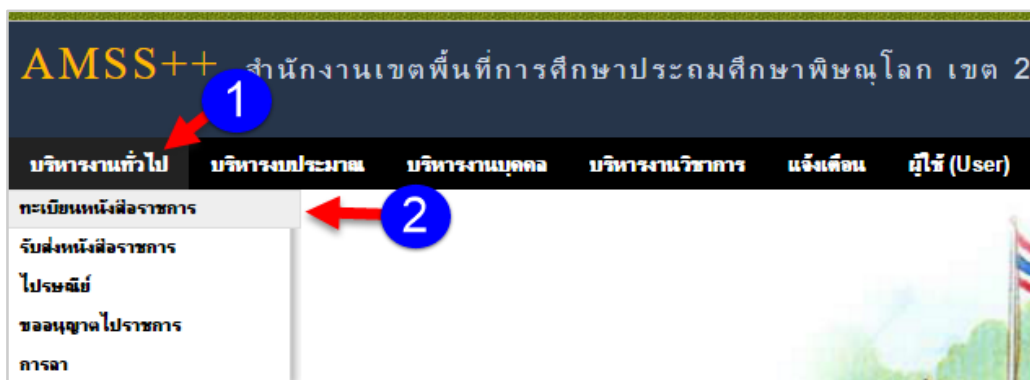 AMSS++ สำนักงานเขตพื้นที่การศึกษาประถมศึกษาพิษณุโลก เขต 2
1
บริหารงานทั่วไป บริหารงบประมาณ บริหารงานบุคคล บริหารงานวิชาการ แจ้งเตือน ผู้ใช้ (User)
ทะเบียนหนังสือราชการ
2
รับส่งหนังสือราชการ
ไปรษณีย์
ขออนุญาตไปราชการ
การลา